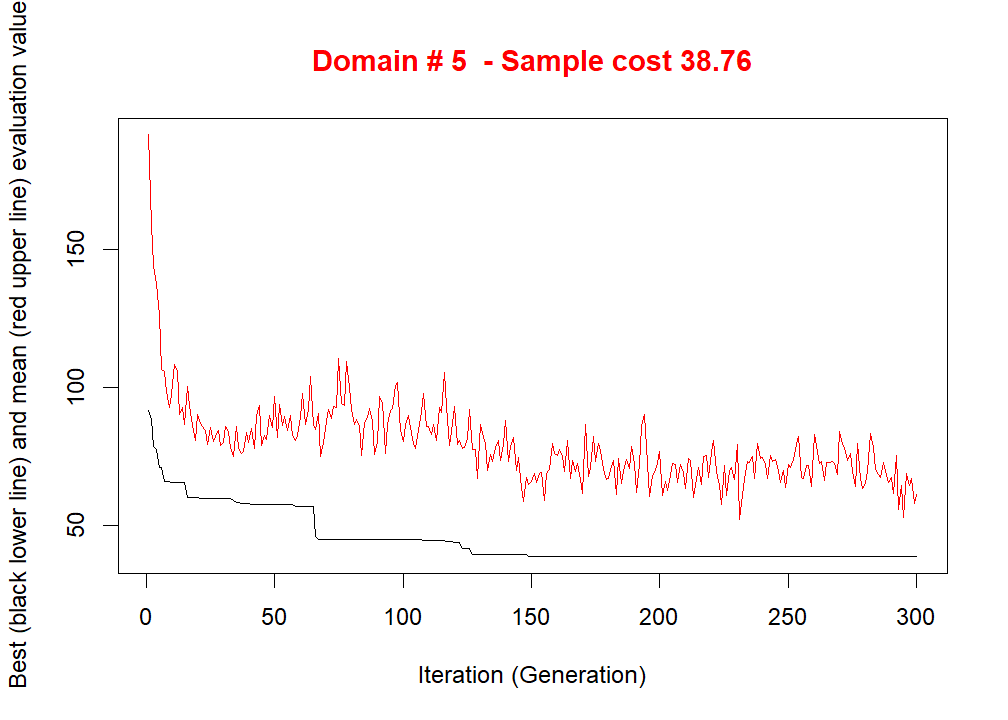 Domain # 5  - Sample cost 38.76
Best (black lower line) and mean (red upper line) evaluation value
150
100
50
0 50 100 150 200 250 300
Iteration (Generation)